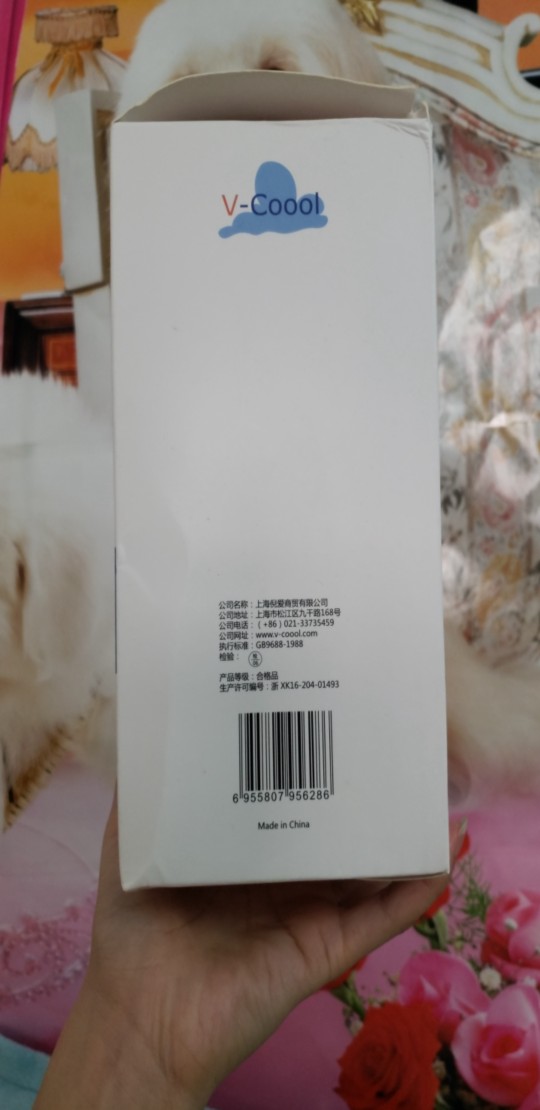 V-Coool
公司名称：上海倪爱商贸有限公司
公司地址：上海市松江区九干路168号
公司电话：（+86）021-33735459
公司网址：www.v-coool.com
执行标准：GB9688-1988
检验：
产品等级：合格品
生产许可编号：浙 XK16-204-01493
6 955807 956286
Made in China